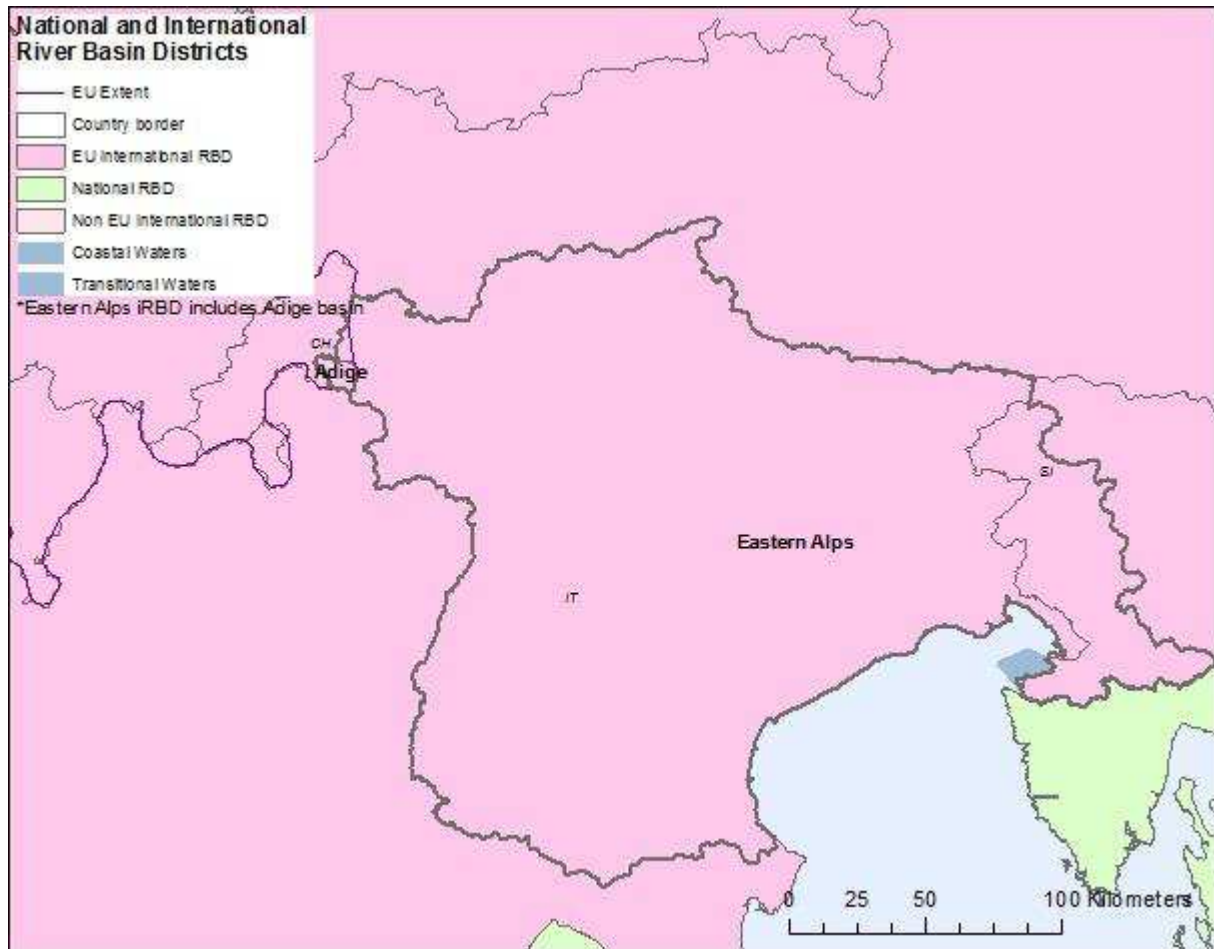 National and International
River Basin Districts
EU Extent
Country border
EU International RBD
National RBD
Non EU International RBD
Coastal Waters
Transitional Waters
*Eastern Alps iRBD includes Adige basin
CH
Adige
SI
Eastern Alps
IT
0 25 50 100 Kilometers